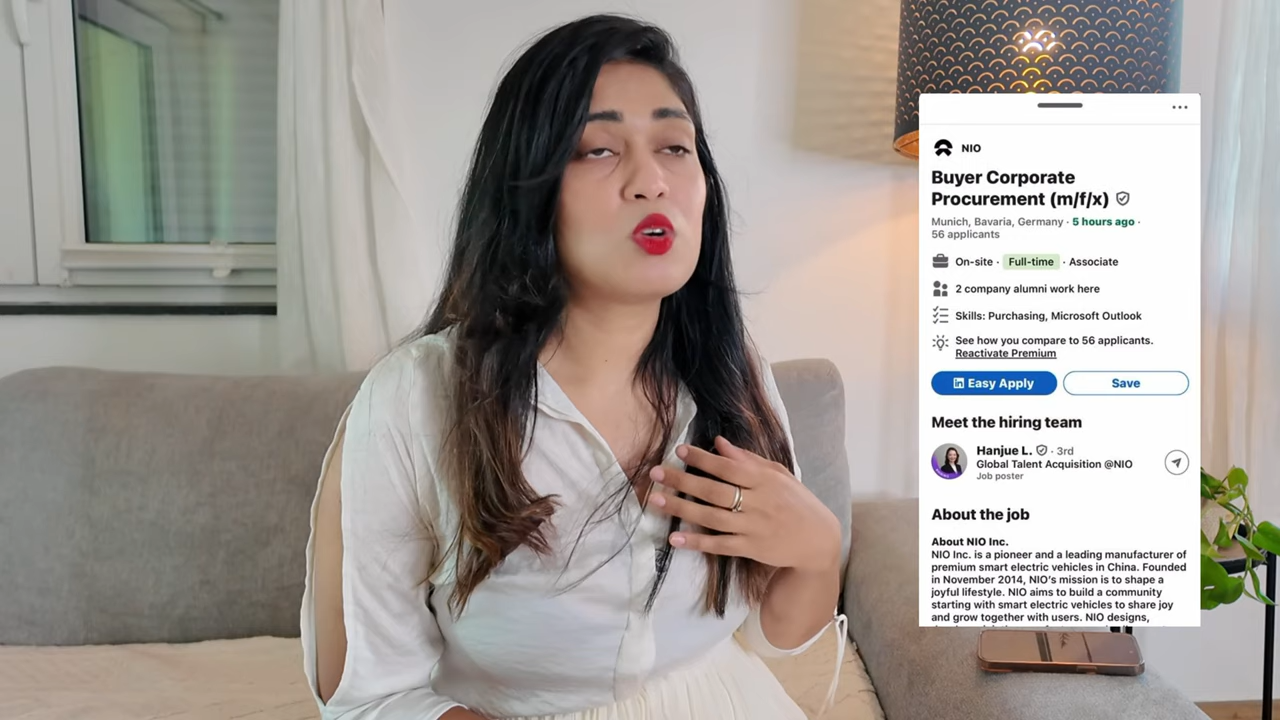 NIO
Buyer Corporate
Procurement (m/f/x)
Munich, Bavaria, Germany · 5 hours ago ·
56 applicants
On-site · Full-time · Associate
2 company alumni work here
Skills: Purchasing, Microsoft Outlook
See how you compare to 56 applicants.
Reactivate Premium
in Easy Apply
Save
Meet the hiring team
Hanjue L. · 3rd
Global Talent Acquisition @NIO
Job poster
About the job
About NIO Inc.
NIO Inc. is a pioneer and a leading manufacturer of
premium smart electric vehicles in China. Founded
in November 2014, NIO's mission is to shape a
joyful lifestyle. NIO aims to build a community
starting with smart electric vehicles to share joy
and grow together with users. NIO designs,